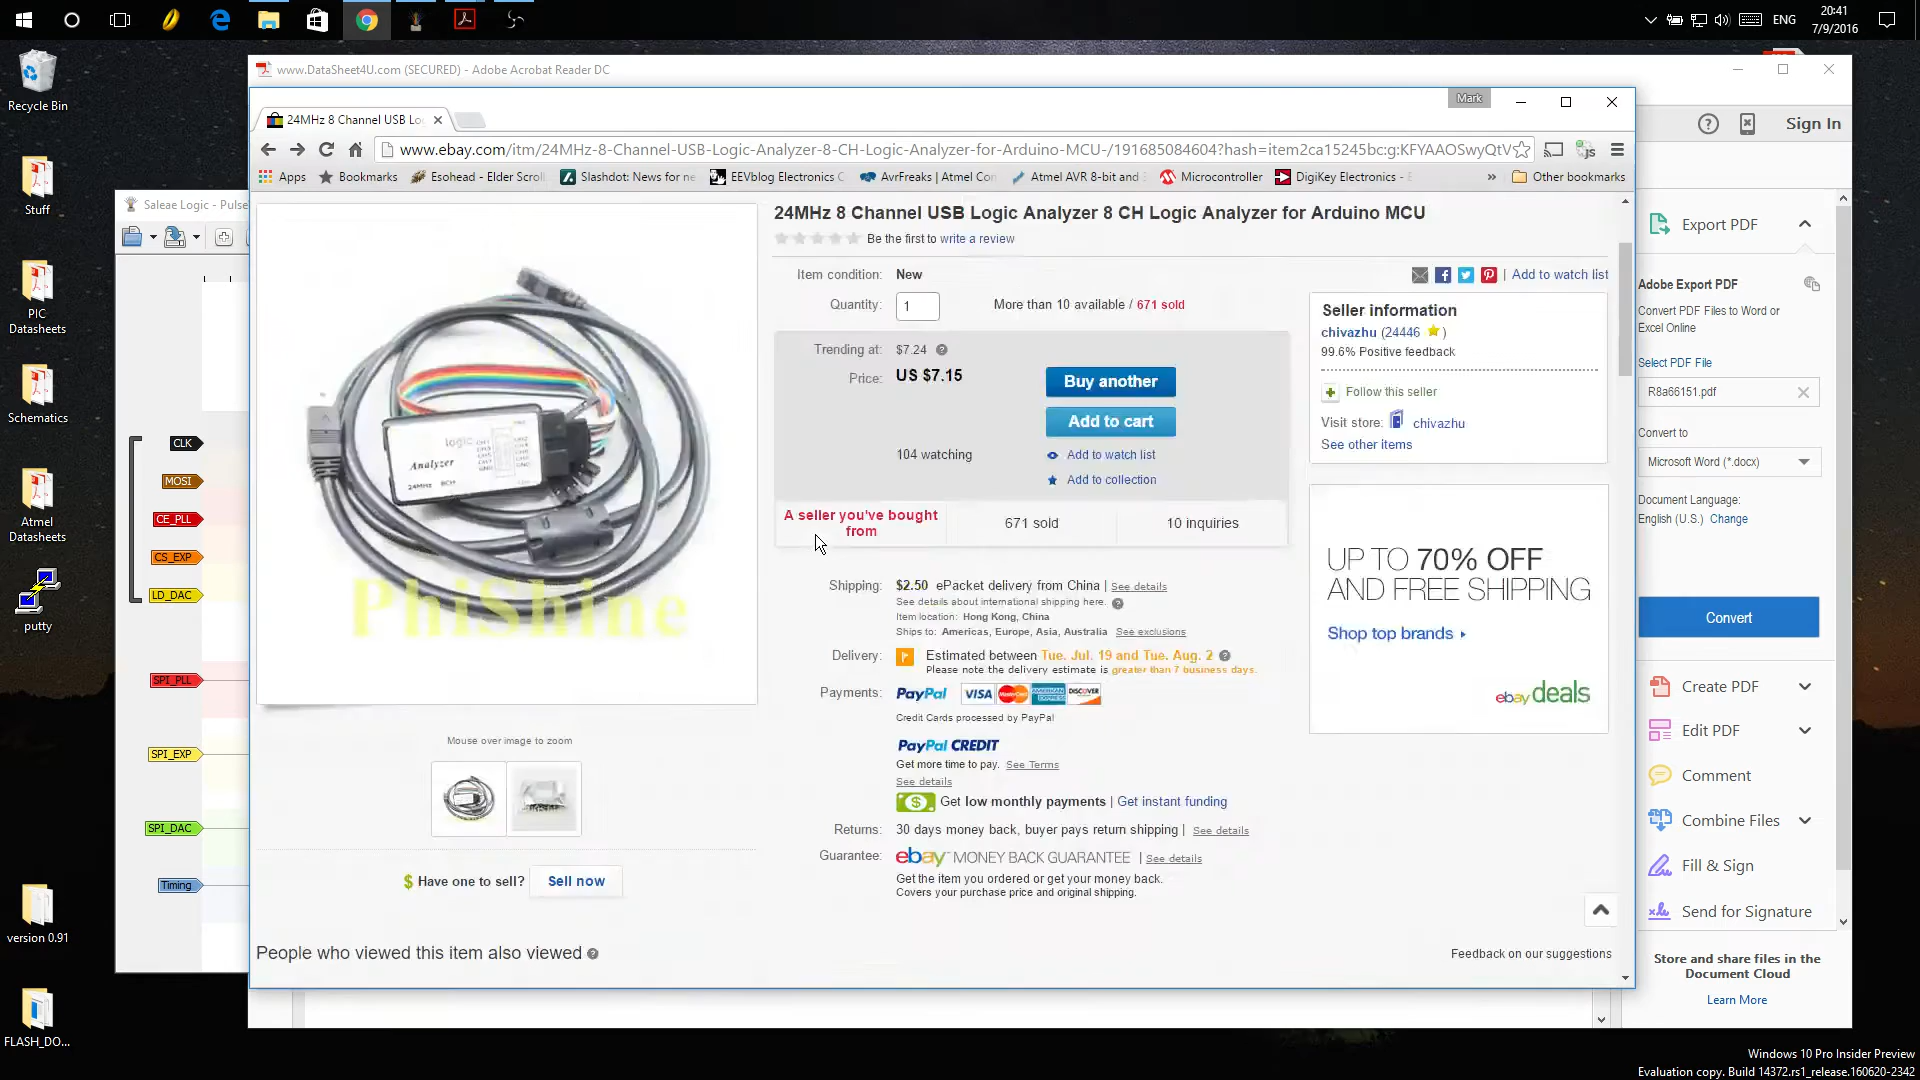 ENG
20:41
7/9/2016
Recycle Bin
Stuff
PIC
Datasheets
Schematics
Atmel
Datasheets
putty
version 0.91
FLASH_DO...
www.DataSheet4U.com (SECURED) - Adobe Acrobat Reader DC
Saleae Logic - Pulse
CLK
MOSI
CE_PLL
CS_EXP
LD_DAC
SPI_PLL
SPI_EXP
SPI_DAC
Timing
Mark
24MHz 8 Channel USB Lo
www.ebay.com/itm/24MHz-8-Channel-USB-Logic-Analyzer-8-CH-Logic-Analyzer-for-Arduino-MCU-/191685084604?hash=item2ca15245bc:g:KFYAAOSwyQtV
Apps
Bookmarks
Esohead - Elder Scroll
Slashdot: News for ne
EEVblog Electronics C
AvrFreaks | Atmel Con
Atmel AVR 8-bit and 3
Microcontroller
DigiKey Electronics - E
»
Other bookmarks
24MHz 8 Channel USB Logic Analyzer 8 CH Logic Analyzer for Arduino MCU
Be the first to write a review
Item condition: New
| Add to watch list
Quantity: 1 More than 10 available / 671 sold
Trending at: $7.24
Price: US $7.15
Buy another
Add to cart
104 watching
Add to watch list
Add to collection
A seller you've bought
from
671 sold
10 inquiries
Shipping: $2.50 ePacket delivery from China | See details
See details about international shipping here.
Item location: Hong Kong, China
Ships to: Americas, Europe, Asia, Australia See exclusions
Delivery: Estimated between Tue. Jul. 19 and Tue. Aug. 2
Please note the delivery estimate is greater than 7 business days.
Payments: PayPal VISA MasterCard AMERICAN EXPRESS DISCOVER
Credit Cards processed by PayPal
PayPal CREDIT
Get more time to pay. See Terms
See details
Get low monthly payments | Get instant funding
Returns: 30 days money back, buyer pays return shipping | See details
Guarantee: ebay MONEY BACK GUARANTEE | See details
Get the item you ordered or get your money back.
Covers your purchase price and original shipping.
Seller information
chivazhu (24446 )
99.6% Positive feedback
Follow this seller
Visit store: chivazhu
See other items
UP TO 70% OFF
AND FREE SHIPPING
Shop top brands
ebay deals
logic
Analyzer
24MHz 8CH
PhiShine
Mouse over image to zoom
$ Have one to sell? Sell now
People who viewed this item also viewed
Feedback on our suggestions
Sign In
Export PDF
Adobe Export PDF
Convert PDF Files to Word or
Excel Online
Select PDF File
R8a66151.pdf
Convert to
Microsoft Word (*.docx)
Document Language:
English (U.S.) Change
Convert
Create PDF
Edit PDF
Comment
Combine Files
Fill & Sign
Send for Signature
Store and share files in the
Document Cloud
Learn More
Windows 10 Pro Insider Preview
Evaluation copy. Build 14372.rs1_release.160620-2342